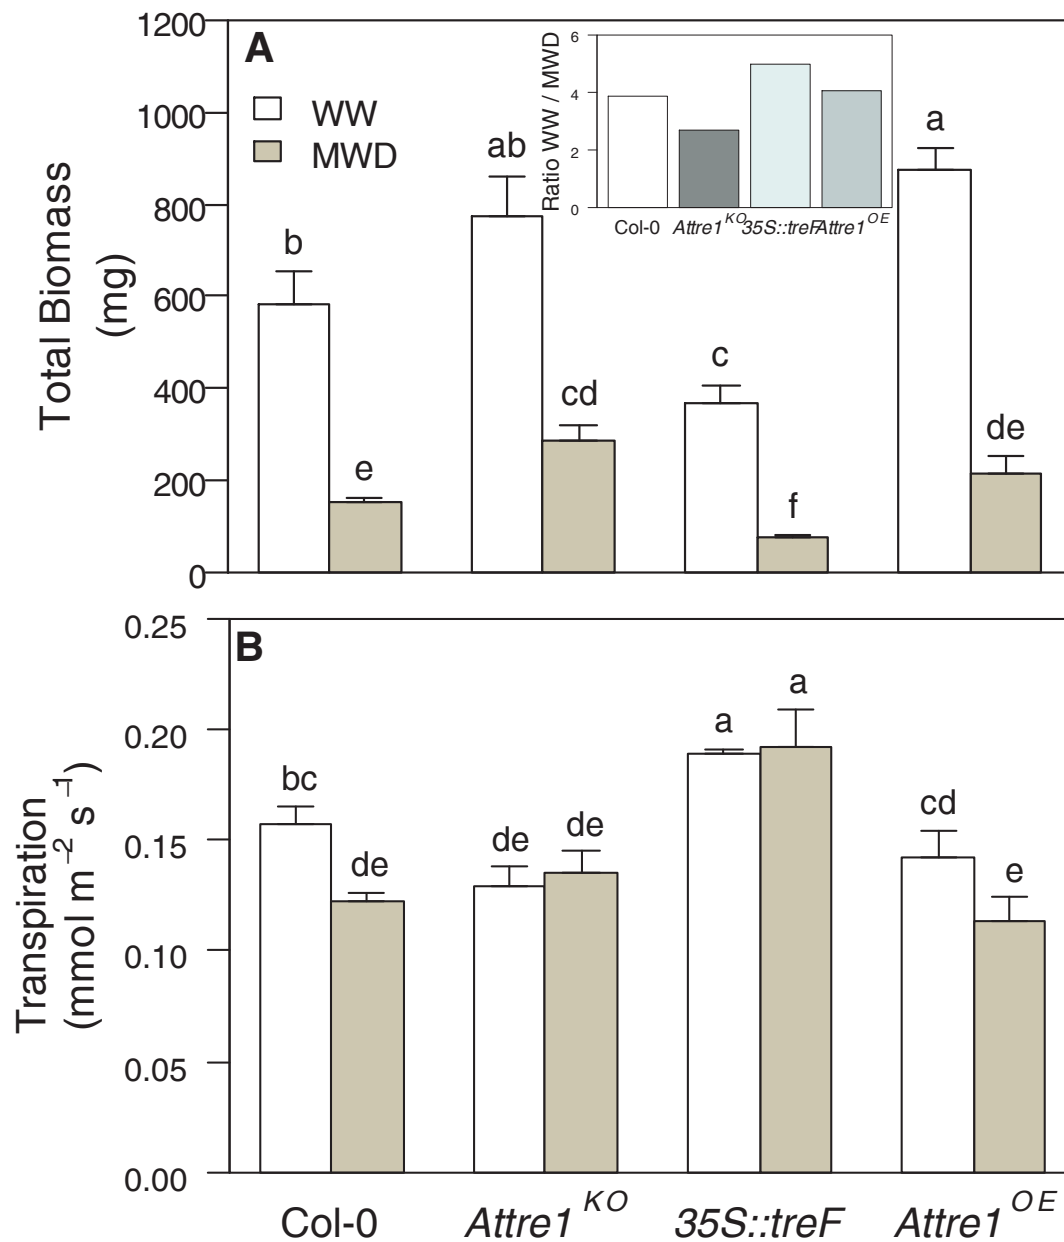 A
WW
MWD
Total Biomass
(mg)
1200
1000
800
600
400
200
0
b
e
ab
cd
c
f
a
de
Ratio WW / MWD
6
4
2
0
Col-0 Attre1 KO 35S::treF Attre1 OE
B
Transpiration
(mmol m−2 s−1)
0.25
0.20
0.15
0.10
0.05
0.00
bc
de
de
de
a
a
cd
e
Col-0 Attre1 KO 35S::treF Attre1 OE